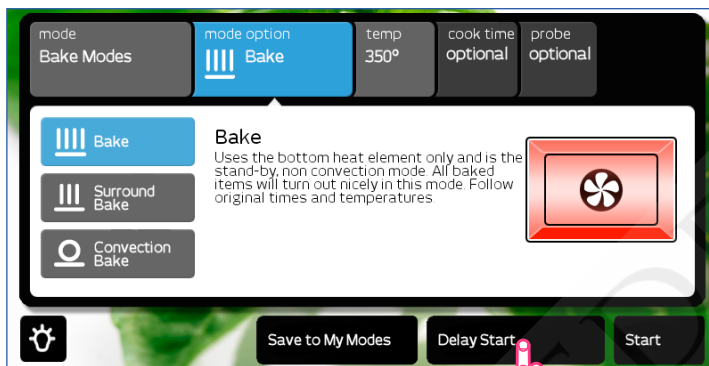 mode
Bake Modes
mode option
Bake
temp
350°
cook time
optional
probe
optional
Bake
Surround
Bake
Convection
Bake
Bake
Uses the bottom heat element only and is the
stand-by, non convection mode. All baked
items will turn out nicely in this mode. Follow
original times and temperatures.
Save to My Modes
Delay Start
Start